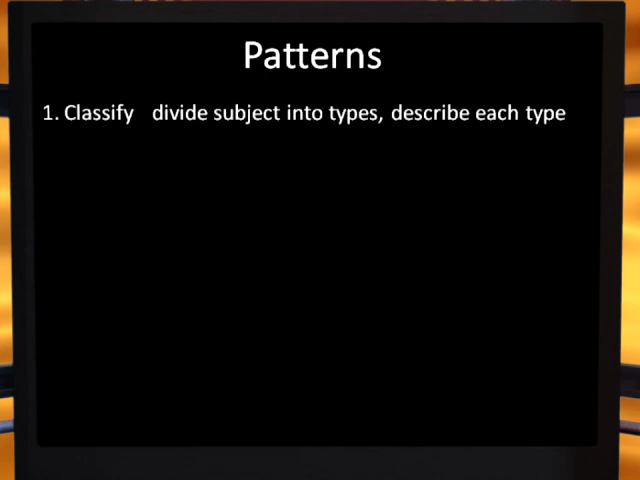 Patterns
1. Classify divide subject into types, describe each type